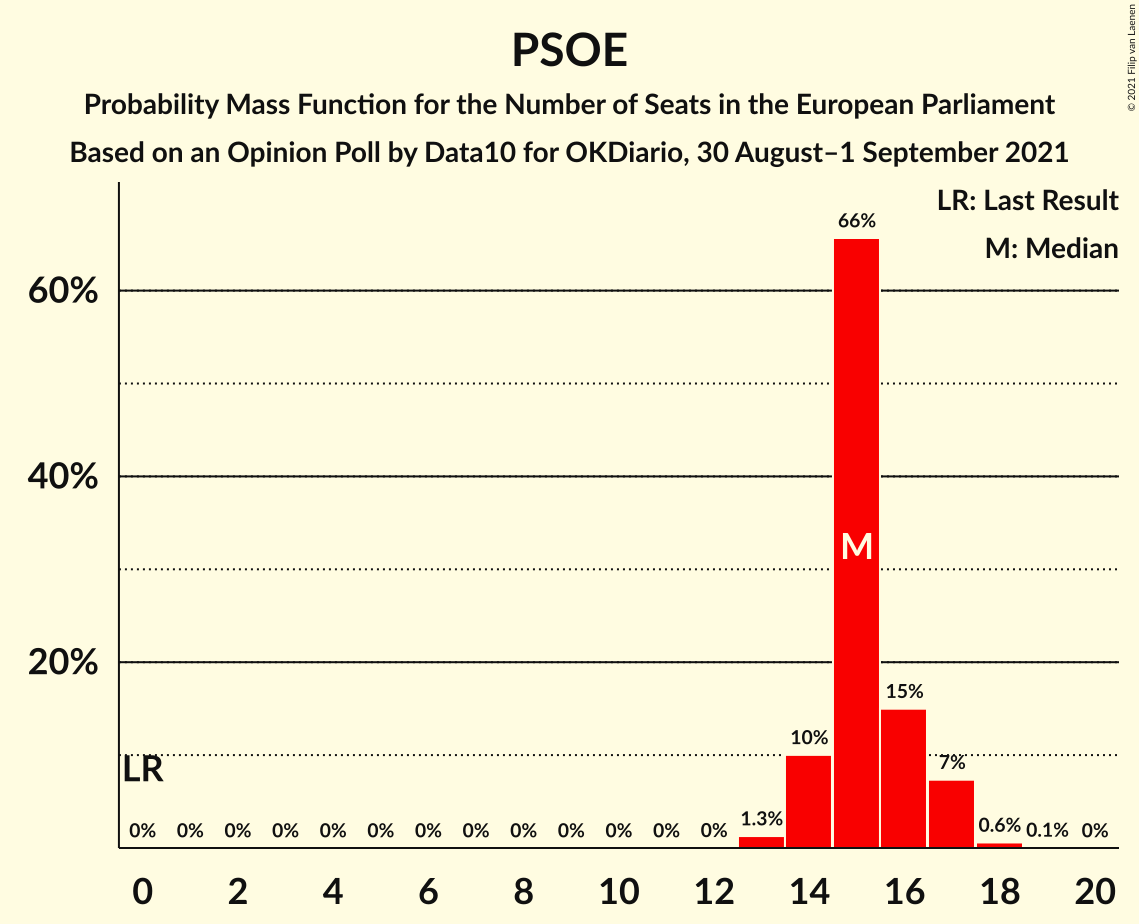 PSOE
Probability Mass Function for the Number of Seats in the European Parliament
Based on an Opinion Poll by Data10 for OKDiario, 30 August–1 September 2021
© 2021 Filip van Laenen
LR: Last Result
M: Median
66%
60%
40%
M
20%
15%
10%
7%
LR
1.3%
0.6%
0.1%
0% 0% 0% 0% 0% 0% 0% 0% 0% 0% 0% 0% 0% 0%
0 2 4 6 8 10 12 14 16 18 20